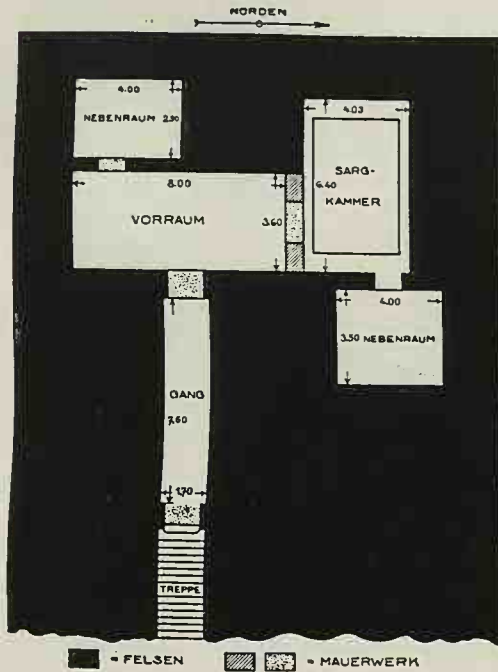 NORDEN
4.00
NEBENRAUM 2.90
4.03
8.00
6.40
SARG-
KAMMER
VORRAUM
3.60
4.00
3.50 NEBENRAUM
GANG
7.60
1.70
TREPPE
= FELSEN
= MAUERWERK